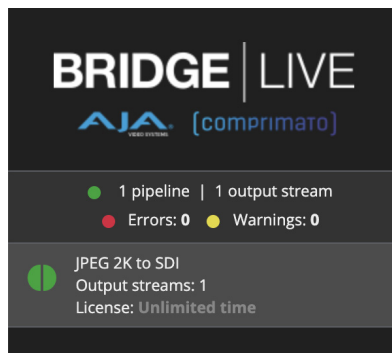 BRIDGE | LIVE
AJA VIDEO SYSTEMS [comprimato]
1 pipeline | 1 output stream
Errors: 0 Warnings: 0
JPEG 2K to SDI
Output streams: 1
License: Unlimited time